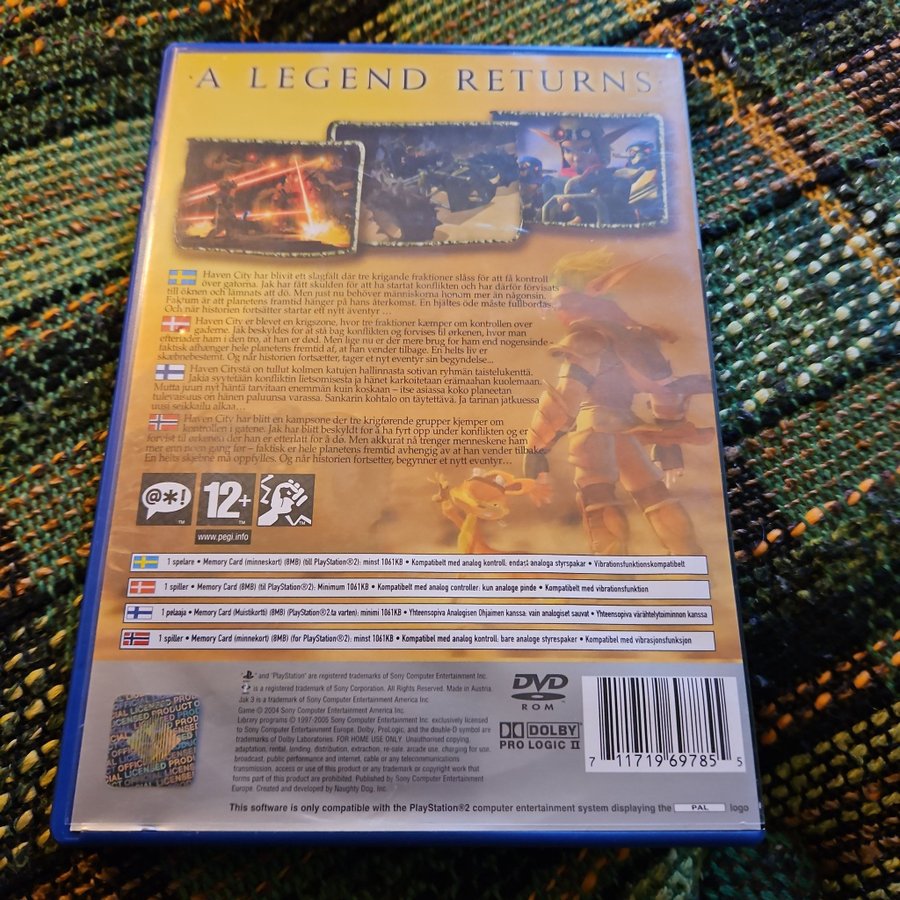 A LEGEND RETURNS
Haven City har blivit ett slagfält där tre krigande fraktioner slåss för att få kontroll
över gatorna. Jak har fått skulden för att ha startat konflikten och har därför förvisats
till öknen och lämnats att dö. Men just nu behöver människorna honom mer än någonsin.
Faktum är att planetens framtid hänger på hans återkomst. En hjältes öde måste fullbordas.
Och när historien fortsätter startar ett nytt äventyr ...
Haven City er blevet en krigszone, hvor tre fraktioner kæmper om kontrollen over
gaderne. Jak beskyldes for at stå bag konflikten og forvises til ørkenen, hvor man
efterlader ham i den tro, at han er død. Men lige nu er der mere brug for ham end nogensinde -
faktisk afhænger hele planetens fremtid af, at han vender tilbage. En helts liv er
skæbnebestemt. Og når historien fortsætter, tager et nyt eventyr sin begyndelse...
Haven Citystä on tullut kolmen katujen hallinnasta sotivan ryhmän taistelukenttä.
Jakia syytetään konfliktin lietsomisesta ja hänet karkoitetaan erämaahan kuolemaan.
Mutta juuri nyt häntä tarvitaan enemmän kuin koskaan – itse asiassa koko planeetan
tulevaisuus on hänen paluunsa varassa. Sankarin kohtalo on täytettävä. Ja tarinan jatkuessa
uusi seikkailu alkaa...
Haven City har blitt en kampsone der tre krigførende grupper kjemper om
kontrollen i gatene. Jak har blitt beskyldt for å ha fyrt opp under konflikten og er
forvist til ørkenen der han er etterlatt for å dø. Men akkurat nå trenger menneskene ham
mer enn noen gang før – faktisk er hele planetens fremtid avhengig av at han vender tilbake.
En helts skjebne må oppfylles. Og når historien fortsetter, begynner et nytt eventyr...
@*! TM
12+ TM
TM
www.pegi.info
1 spelare • Memory Card (minneskort) (8MB) (till PlayStation®2): minst 1061KB • Kompatibelt med analog kontroll: endast analoga styrspakar • Vibrationsfunktionskompatibelt
1 spiller • Memory Card (8MB) (til PlayStation®2): Minimum 1061KB • Kompatibelt med analog controller: kun analoge pinde • Kompatibelt med vibrationsfunktion
1 pelaaja • Memory Card (Muistikortti) (8MB) (PlayStation®2.ta varten): minimi 1061KB • Yhteensopiva Analogisen Ohjaimen kanssa: vain analogiset sauvat • Yhteensopiva värähtelytoiminnon kanssa
1 spiller • Memory Card (minnekort) (8MB) (for PlayStation®2): minst 1061KB • Kompatibel med analog kontroll, bare analoge styrespaker • Kompatibel med vibrasjonsfunksjon
and 'PlayStation' are registered trademarks of Sony Computer Entertainment Inc.
is a registered trademark of Sony Corporation. All Rights Reserved. Made in Austria.
Jak 3 is a trademark of Sony Computer Entertainment America Inc.
Game © 2004 Sony Computer Entertainment America Inc.
Library programs © 1997-2005 Sony Computer Entertainment Inc. exclusively licensed
to Sony Computer Entertainment Europe. Dolby, ProLogic, and the double-D symbol are
trademarks of Dolby Laboratories. FOR HOME USE ONLY. Unauthorised copying,
adaptation, rental, lending, distribution, extraction, re-sale, arcade use, charging for use,
broadcast, public performance and internet, cable or any telecommunications
transmission, access or use of this product or any trademark or copyright work that
forms part of this product are prohibited. Published by Sony Computer Entertainment
Europe. Created and developed by Naughty Dog, Inc.
DVD
ROM
DOLBY
PRO LOGIC II
7 11719 69785 5
OFFICIAL LICENSED PRODUCT
This software is only compatible with the PlayStation®2 computer entertainment system displaying the PAL logo